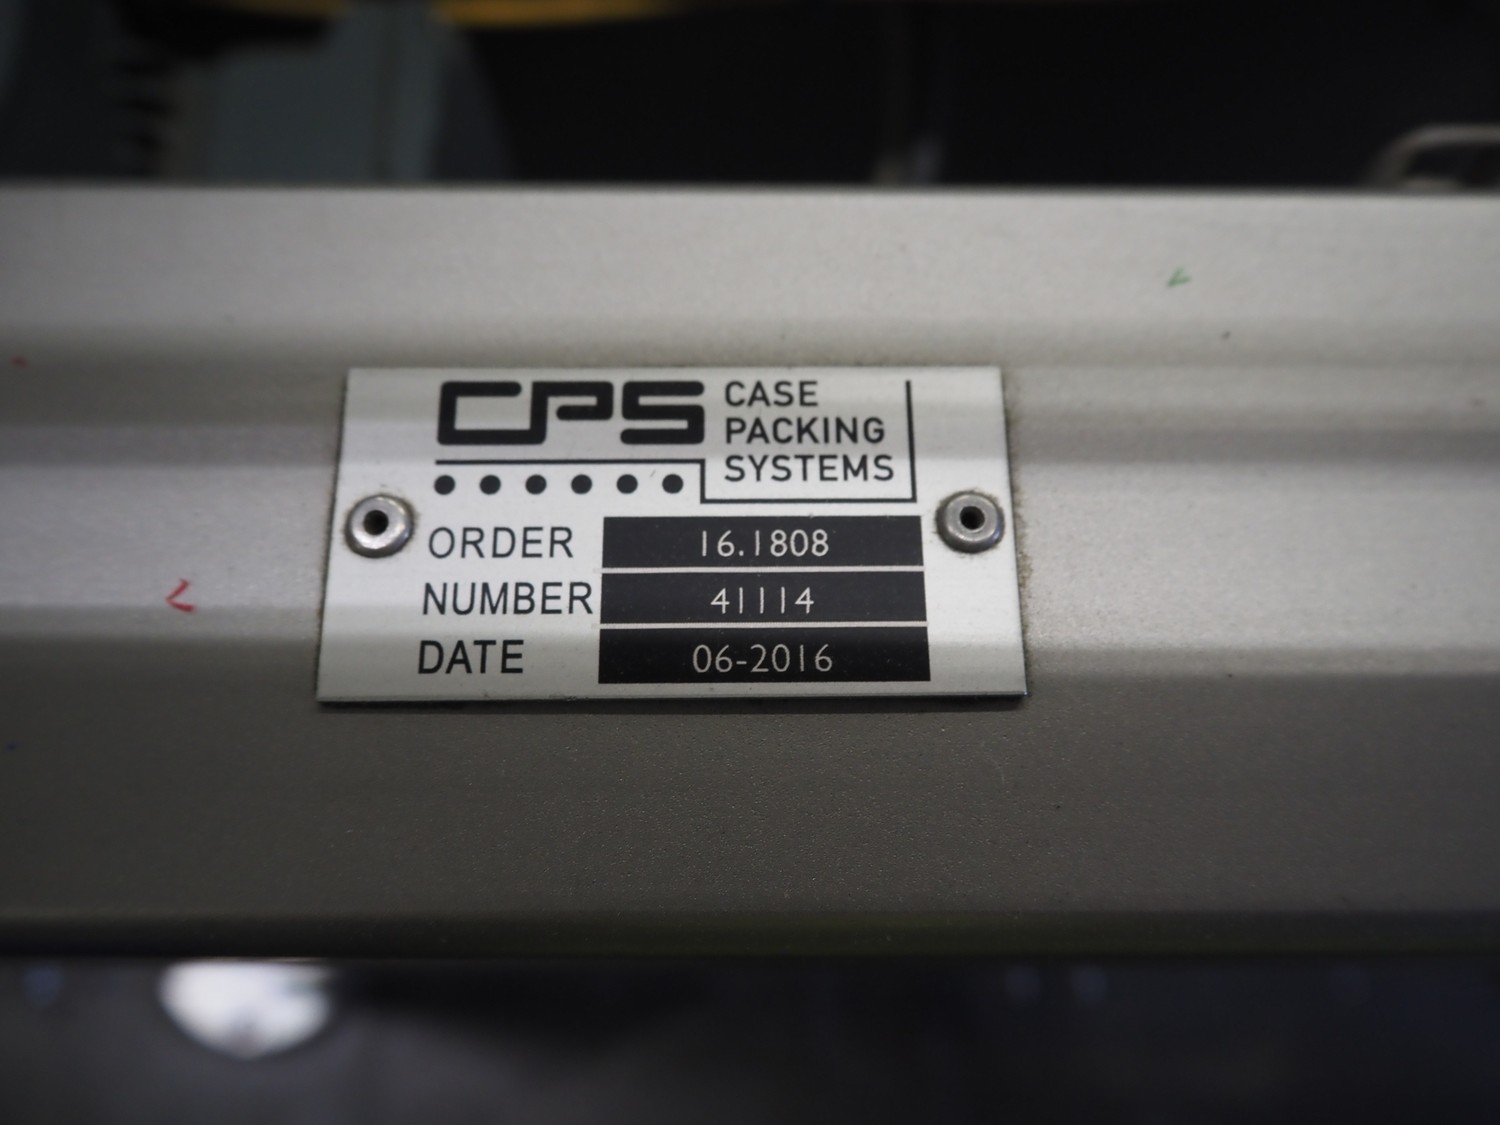 CPS
CASE
PACKING
SYSTEMS
ORDER 16.1808
NUMBER 41114
DATE 06-2016